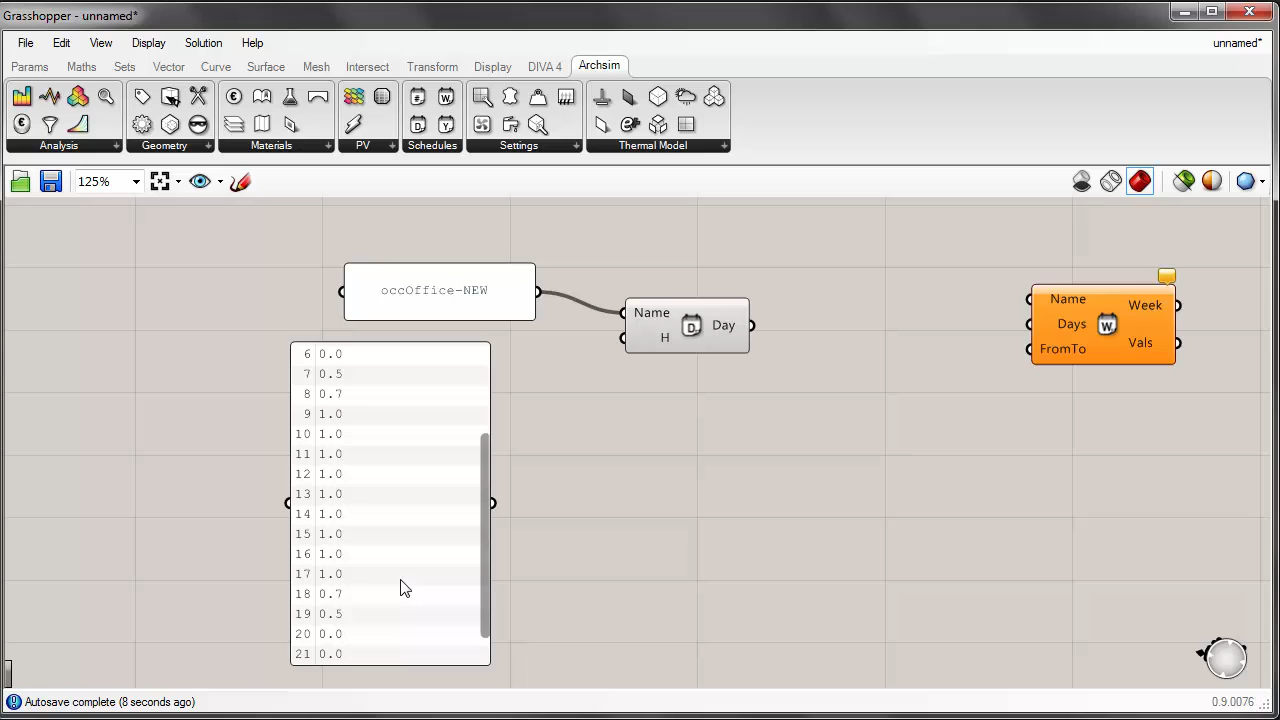 Grasshopper - unnamed*
File Edit View Display Solution Help unnamed*
Params Maths Sets Vector Curve Surface Mesh Intersect Transform Display DIVA 4 Archsim
Analysis Geometry Materials PV Schedules Settings Thermal Model
125%
occOffice-NEW
Name
H
D
Day
Name
Days
FromTo
W
Week
Vals
6 0.0
7 0.5
8 0.7
9 1.0
10 1.0
11 1.0
12 1.0
13 1.0
14 1.0
15 1.0
16 1.0
17 1.0
18 0.7
19 0.5
20 0.0
21 0.0
Autosave complete (8 seconds ago) 0.9.0076